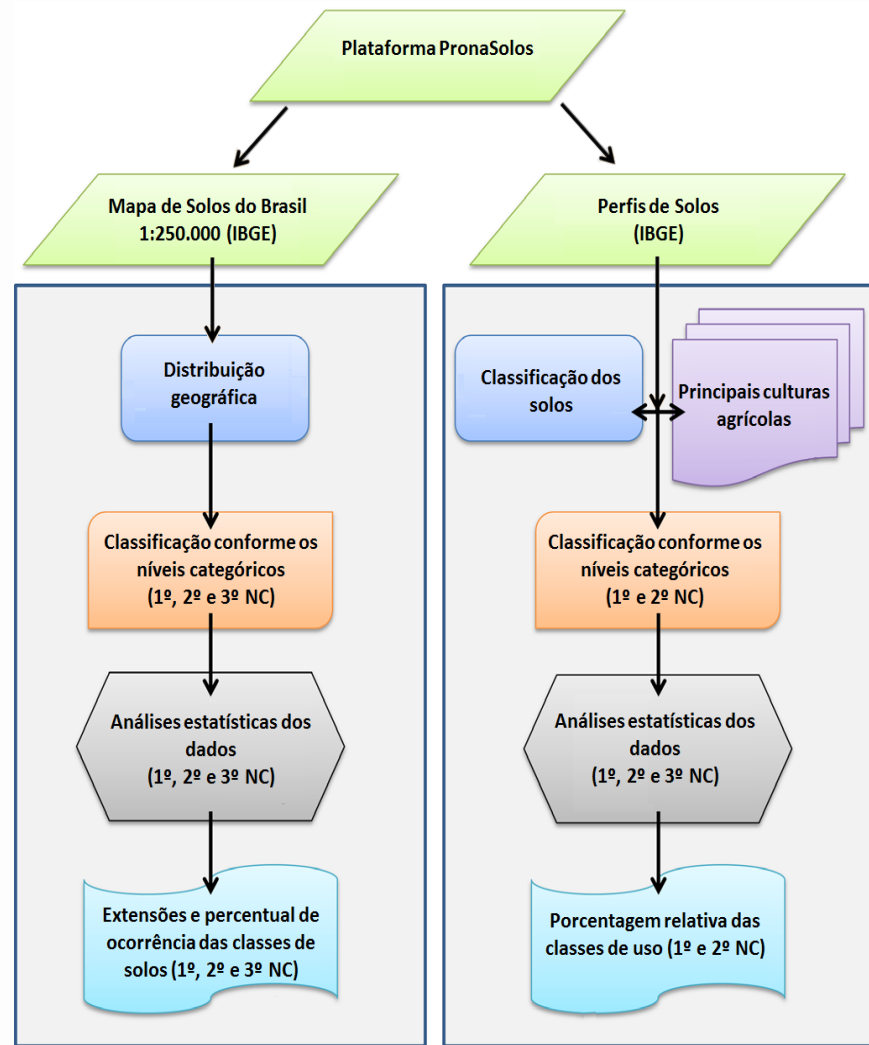 Plataforma PronaSolos
Mapa de Solos do Brasil
1:250.000 (IBGE)
Perfis de Solos
(IBGE)
Distribuição
geográfica
Classificação dos
solos
Principais culturas
agrícolas
Classificação conforme os
níveis categóricos
(1º, 2º e 3º NC)
Classificação conforme os
níveis categóricos
(1º e 2º NC)
Análises estatísticas dos
dados
(1º, 2º e 3º NC)
Análises estatísticas dos
dados
(1º, 2º e 3º NC)
Extensões e percentual de
ocorrência das classes de
solos (1º, 2º e 3º NC)
Porcentagem relativa das
classes de uso (1º e 2º NC)